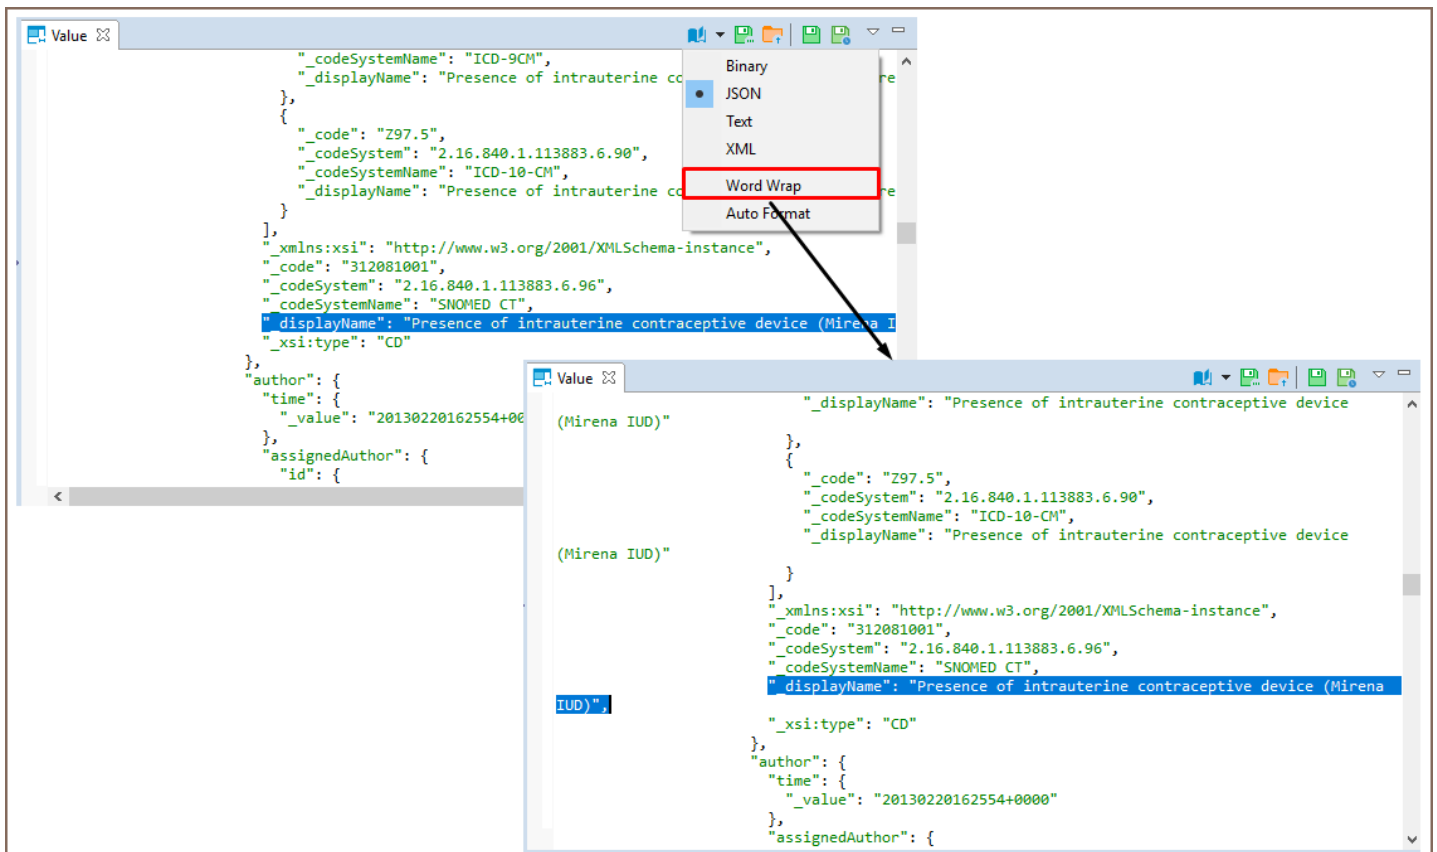 Value
"_codeSystemName": "ICD-9CM",
"_displayName": "Presence of intrauterine cc
re
},
{
"_code": "Z97.5",
"_codeSystem": "2.16.840.1.113883.6.90",
"_codeSystemName": "ICD-10-CM",
"_displayName": "Presence of intrauterine cc
re
}
],
"_xmlns:xsi": "http://www.w3.org/2001/XMLSchema-instance",
"_code": "312081001",
"_codeSystem": "2.16.840.1.113883.6.96",
"_codeSystemName": "SNOMED CT",
"_displayName": "Presence of intrauterine contraceptive device (Mirena I
"_xsi:type": "CD"
},
"author": {
"time": {
"_value": "20130220162554+00
},
"assignedAuthor": {
"id": {
Binary
JSON
Text
XML
Word Wrap
Auto Format
Value
"_displayName": "Presence of intrauterine contraceptive device
(Mirena IUD)"
},
{
"_code": "Z97.5",
"_codeSystem": "2.16.840.1.113883.6.90",
"_codeSystemName": "ICD-10-CM",
"_displayName": "Presence of intrauterine contraceptive device
(Mirena IUD)"
}
],
"_xmlns:xsi": "http://www.w3.org/2001/XMLSchema-instance",
"_code": "312081001",
"_codeSystem": "2.16.840.1.113883.6.96",
"_codeSystemName": "SNOMED CT",
"_displayName": "Presence of intrauterine contraceptive device (Mirena
IUD)",
"_xsi:type": "CD"
},
"author": {
"time": {
"_value": "20130220162554+0000"
},
"assignedAuthor": {